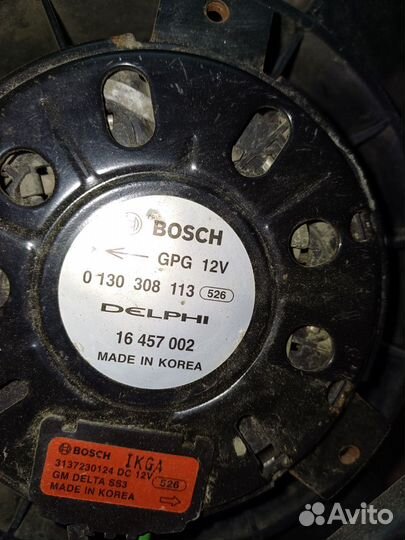 BOSCH
GPG 12V
0 130 308 113 526
DELPHI
16 457 002
MADE IN KOREA
BOSCH IKGA
3137230124 DC 12V
GM DELTA SS3 526
MADE IN KOREA
Avito